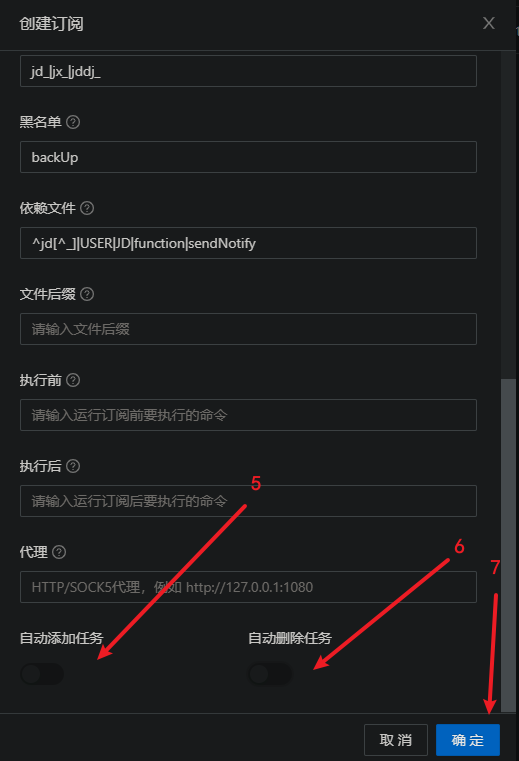 创建订阅
jd_|jx_|jddj_
黑名单
backUp
依赖文件
^jd[^_]|USER|JD|function|sendNotify
文件后缀
请输入文件后缀
执行前
请输入运行订阅前要执行的命令
执行后
5
请输入运行订阅后要执行的命令
代理
6
7
HTTP/SOCK5代理，例如 http://127.0.0.1:1080
自动添加任务 自动删除任务
取 消 确 定